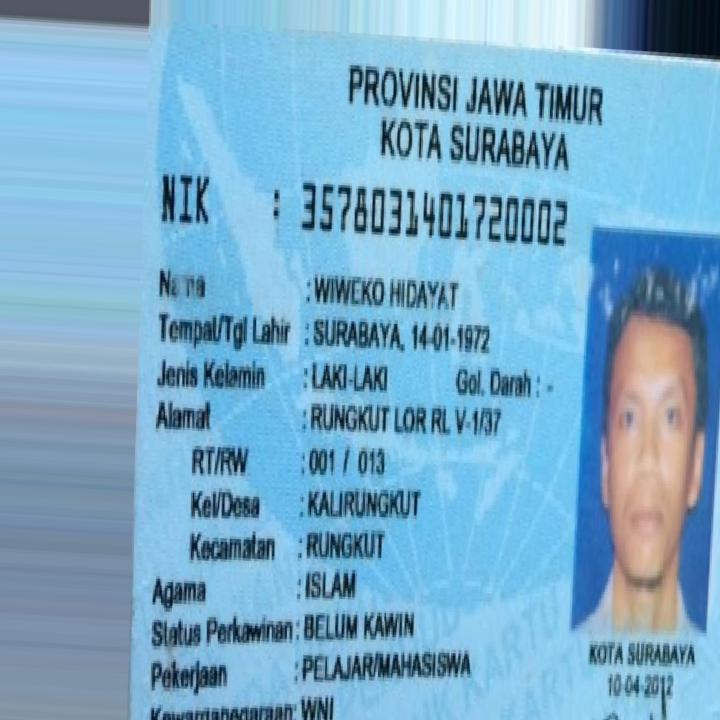 PROVINSI JAWA TIMUR
KOTA SURABAYA
NIK : 3578031401720002
Nama : WIWEKO HIDAYAT
Tempat/Tgl Lahir : SURABAYA, 14-01-1972
Jenis Kelamin : LAKI-LAKI Gol. Darah : -
Alamat : RUNGKUT LOR RL V-1/37
RT/RW : 001 / 013
Kel/Desa : KALIRUNGKUT
Kecamatan : RUNGKUT
Agama : ISLAM
Status Perkawinan : BELUM KAWIN
Pekerjaan : PELAJAR/MAHASISWA
Kewarganegaraan: WNI
KOTA SURABAYA
10-04-2012